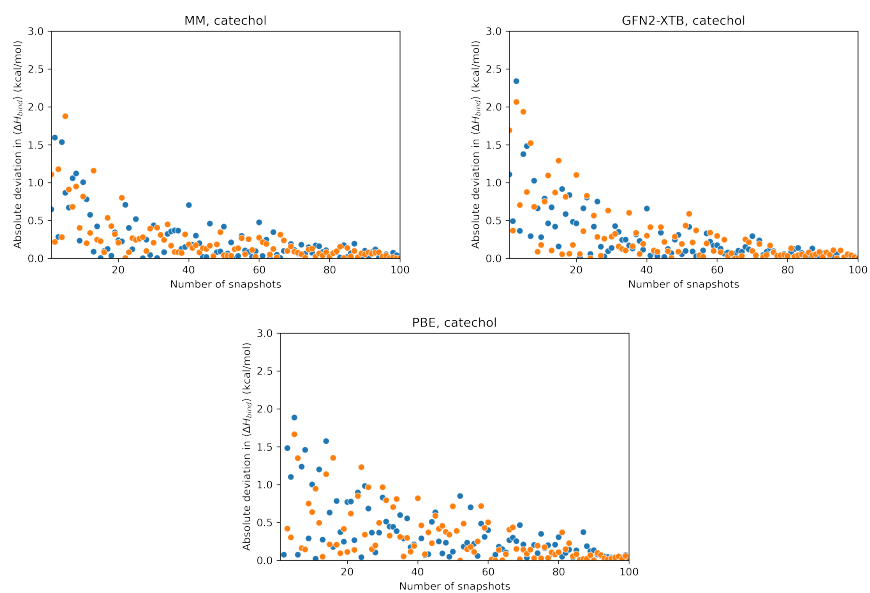 MM, catechol
3.0
2.5
2.0
1.5
1.0
0.5
0.0
Absolute deviation in ⟨ΔH_bind⟩ (kcal/mol)
20 40 60 80 100
Number of snapshots
GFN2-XTB, catechol
3.0
2.5
2.0
1.5
1.0
0.5
0.0
Absolute deviation in ⟨ΔH_bind⟩ (kcal/mol)
20 40 60 80 100
Number of snapshots
PBE, catechol
3.0
2.5
2.0
1.5
1.0
0.5
0.0
Absolute deviation in ⟨ΔH_bind⟩ (kcal/mol)
20 40 60 80 100
Number of snapshots